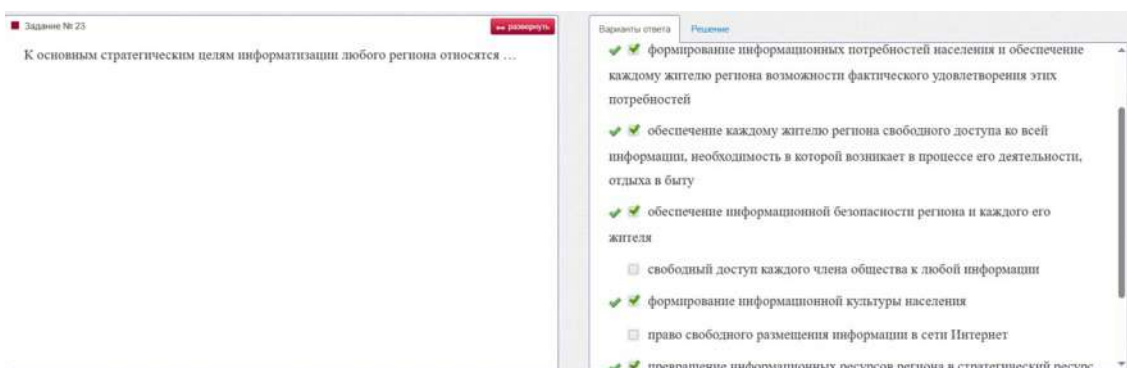 Задание № 23
развернуть
К основным стратегическим целям информатизации любого региона относятся …
Варианты ответа
Решение
формирование информационных потребностей населения и обеспечение
каждому жителю региона возможности фактического удовлетворения этих
потребностей
обеспечение каждому жителю региона свободного доступа ко всей
информации, необходимость в которой возникает в процессе его деятельности,
отдыха в быту
обеспечение информационной безопасности региона и каждого его
жителя
свободный доступ каждого члена общества к любой информации
формирование информационной культуры населения
право свободного размещения информации в сети Интернет
превращение информационных ресурсов региона в стратегический ресурс